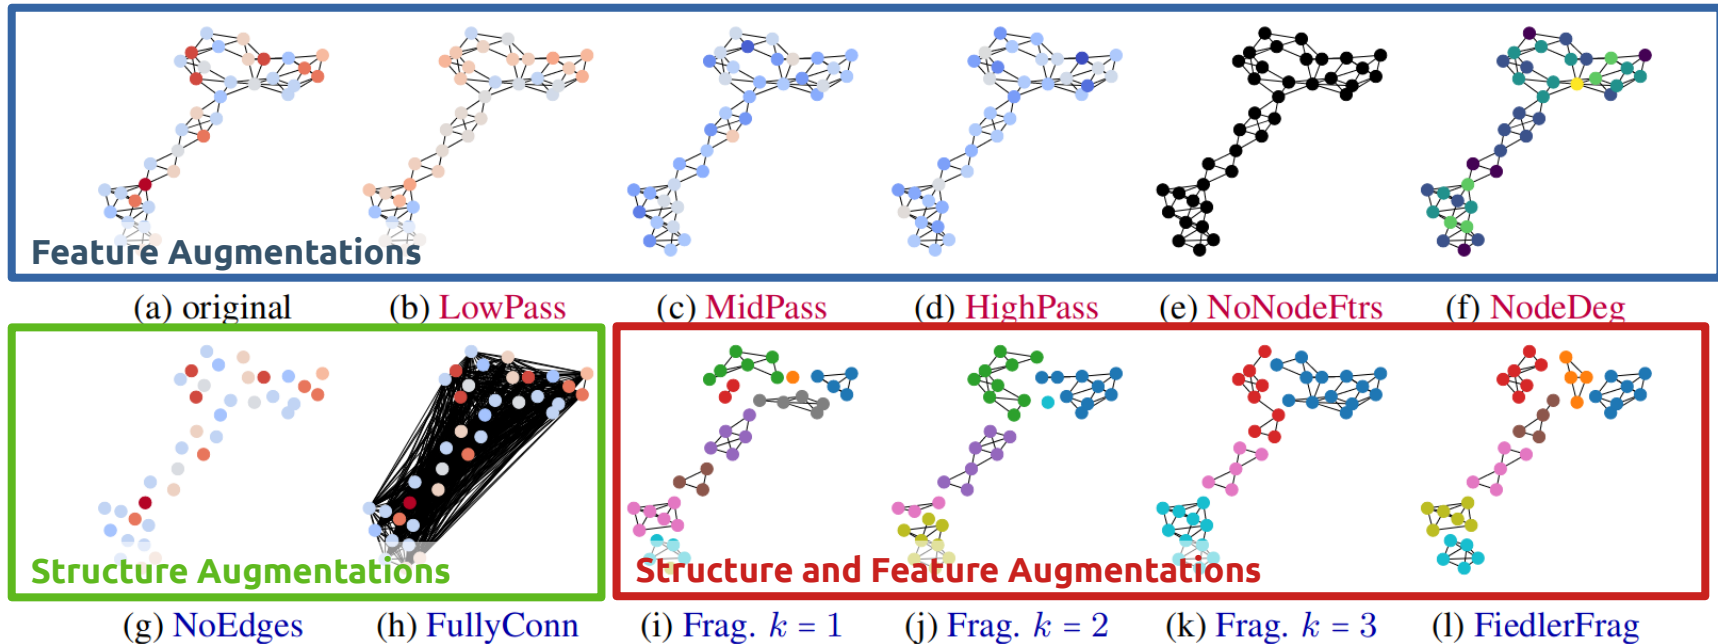 Feature Augmentations
(a) original (b) LowPass (c) MidPass (d) HighPass (e) NoNodeFtrs (f) NodeDeg
Structure Augmentations
Structure and Feature Augmentations
(g) NoEdges (h) FullyConn (i) Frag. k = 1 (j) Frag. k = 2 (k) Frag. k = 3 (l) FiedlerFrag